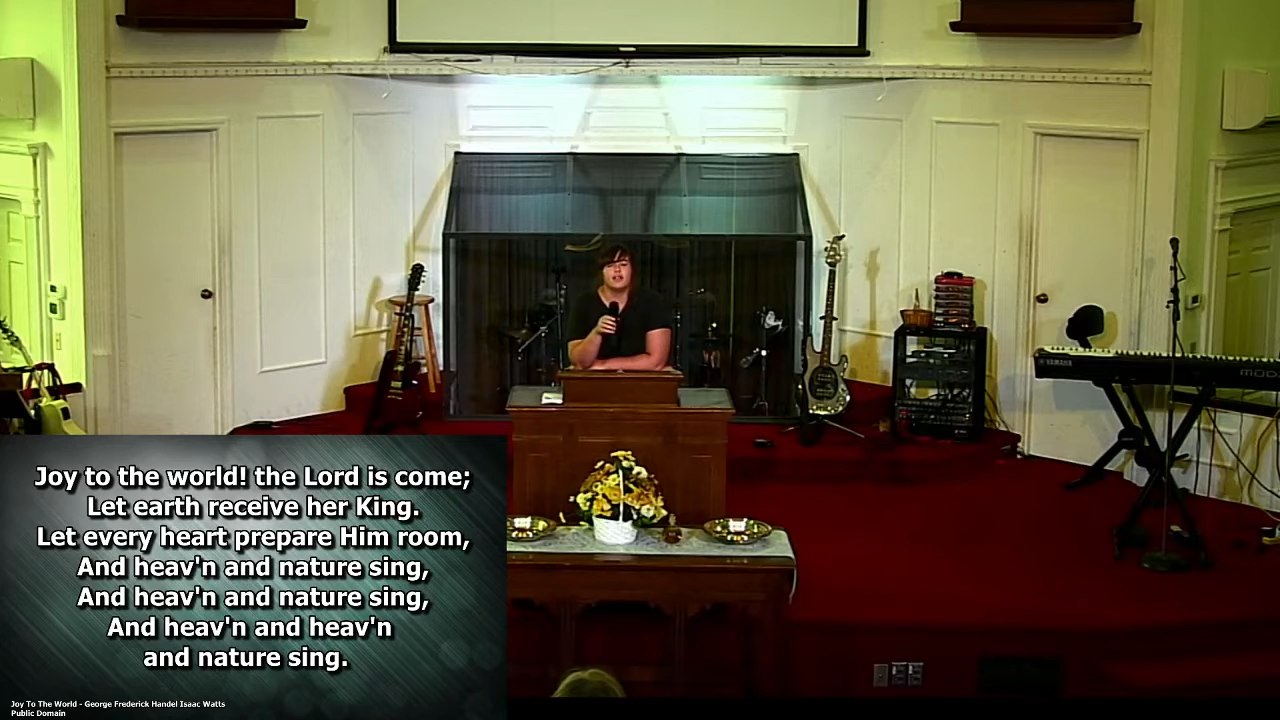 Joy to the world! the Lord is come;
Let earth receive her King.
Let every heart prepare Him room,
And heav'n and nature sing,
And heav'n and nature sing,
And heav'n and heav'n
and nature sing.
Joy To The World - George Frederick Handel Isaac Watts
Public Domain
YAMAHA